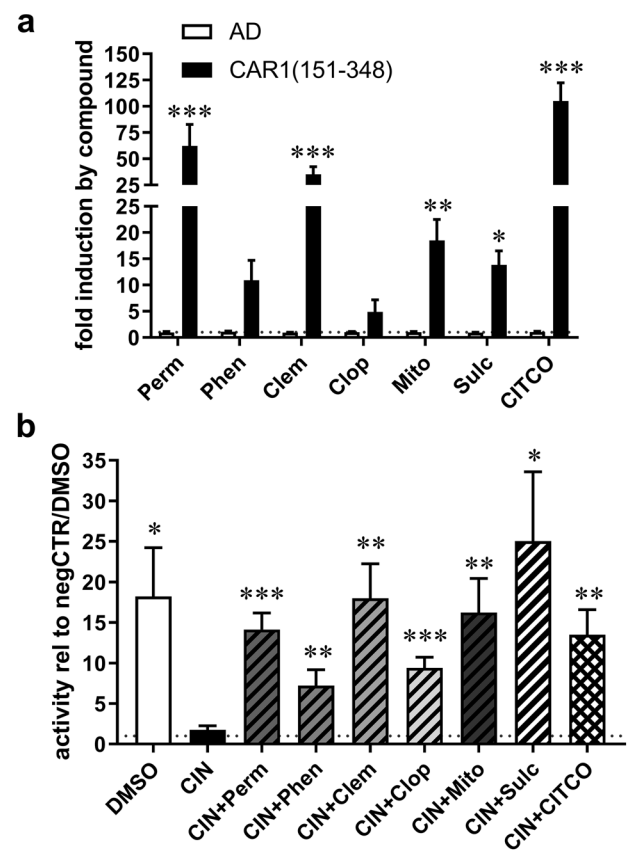 a
AD
CAR1(151-348)
fold induction by compound
150
125
100
75
50
25
25
20
15
10
5
0
***
***
**
*
***
Perm
Phen
Clem
Clop
Mito
Sulc
CITCO
b
activity rel to negCTR/DMSO
35
30
25
20
15
10
5
0
*
***
**
**
***
**
*
**
DMSO
CIN
CIN+Perm
CIN+Phen
CIN+Clem
CIN+Clop
CIN+Mito
CIN+Sulc
CIN+CITCO